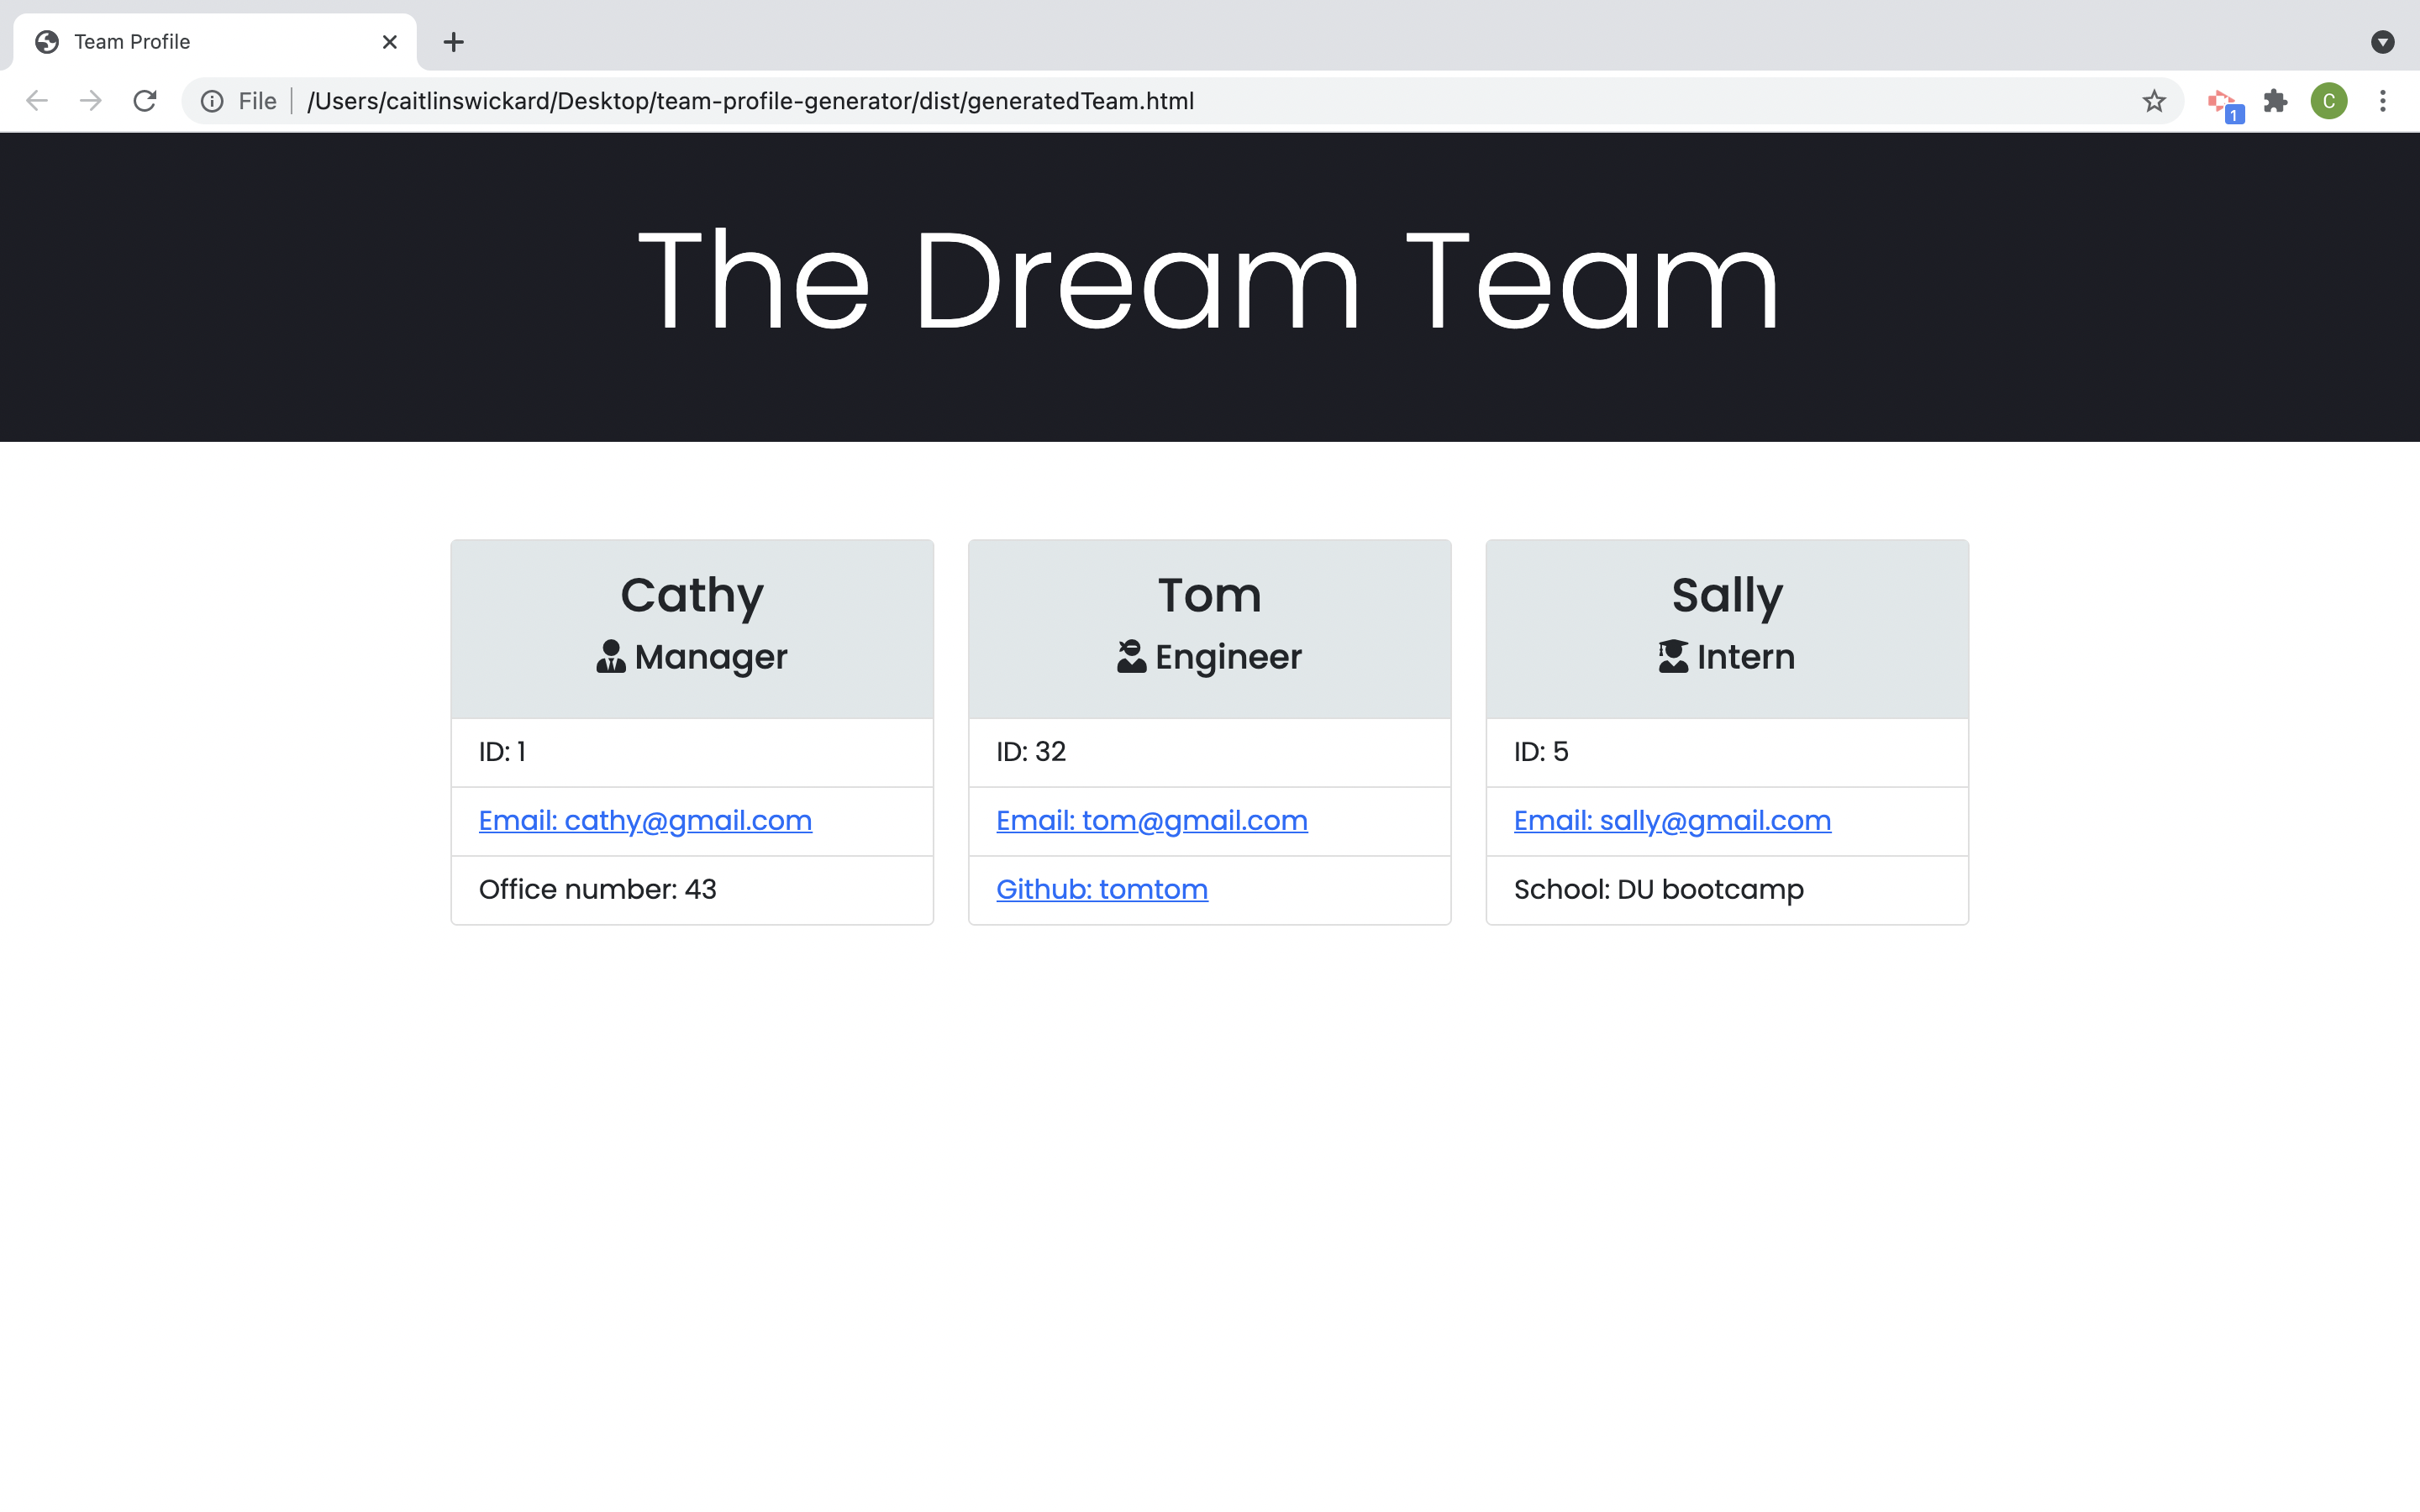 Team Profile
File /Users/caitlinswickard/Desktop/team-profile-generator/dist/generatedTeam.html
1
C
The Dream Team
Cathy
Manager
ID: 1
Email: cathy@gmail.com
Office number: 43
Tom
Engineer
ID: 32
Email: tom@gmail.com
Github: tomtom
Sally
Intern
ID: 5
Email: sally@gmail.com
School: DU bootcamp